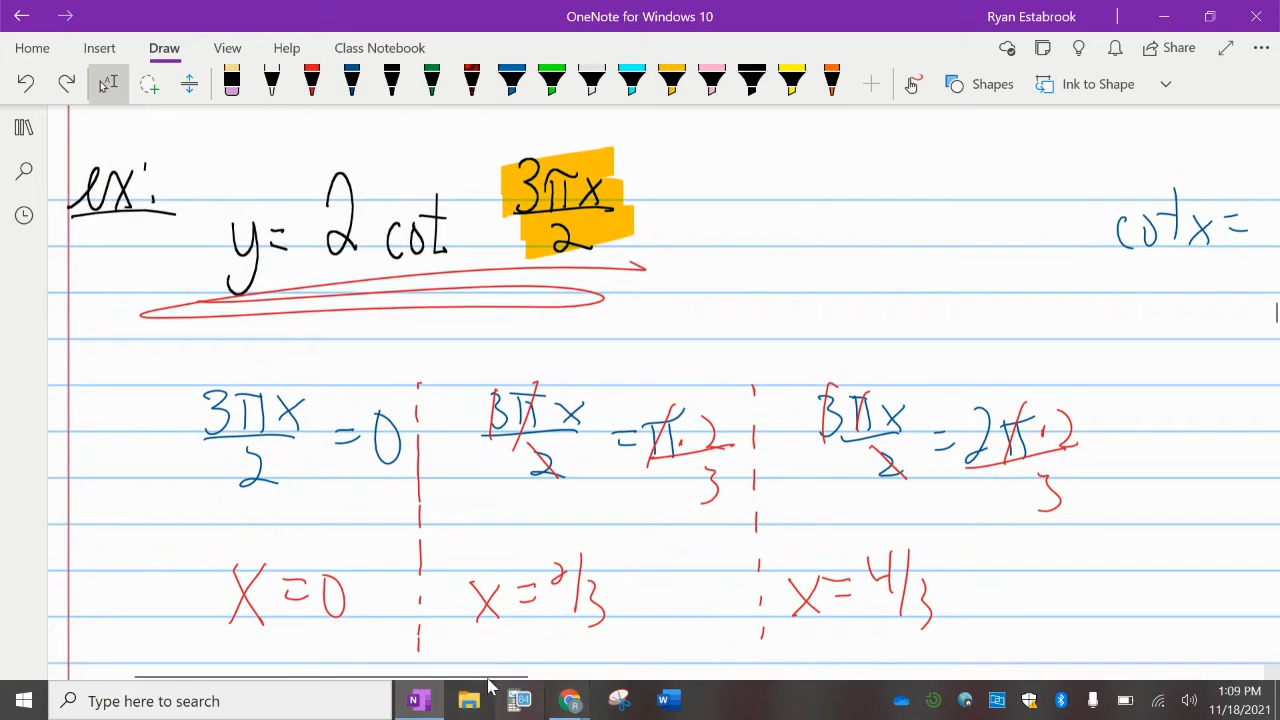 OneNote for Windows 10
Ryan Estabrook
Home Insert Draw View Help Class Notebook
Share
Shapes
Ink to Shape
ex:
y = 2 cot 3πx/2
cot x =
3πx/2 = 0
3πx/2 = π·2/3
3πx/2 = 2π·2/3
x = 0
x = 2/3
x = 4/3
84
Type here to search
1:09 PM
11/18/2021